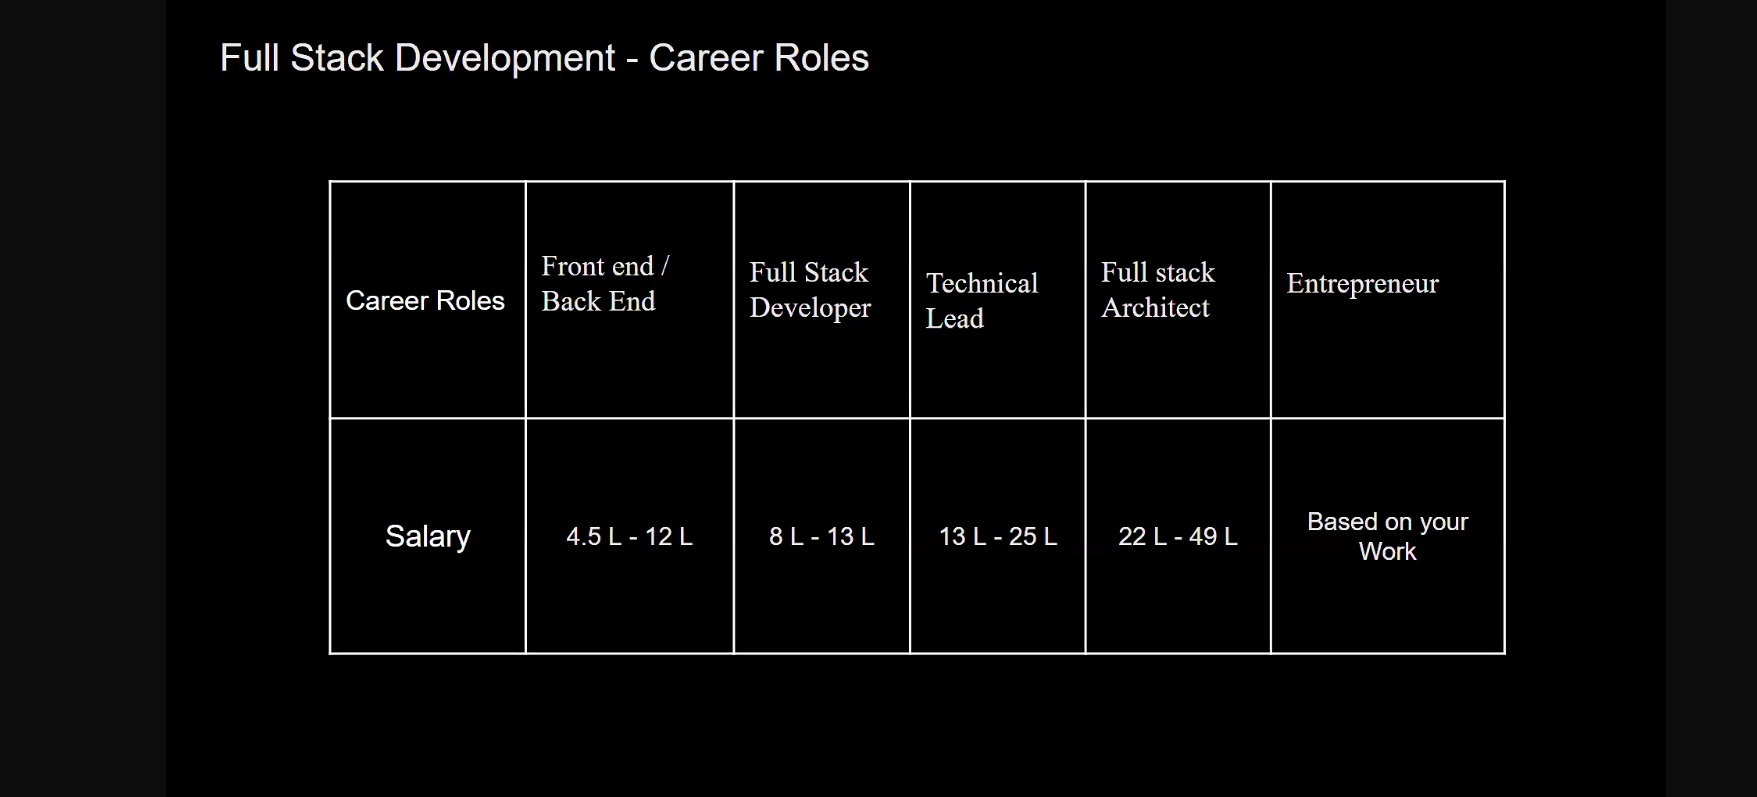 Full Stack Development - Career Roles
Career Roles
Front end /
Back End
Full Stack
Developer
Technical
Lead
Full stack
Architect
Entrepreneur
Salary
4.5 L - 12 L
8 L - 13 L
13 L - 25 L
22 L - 49 L
Based on your
Work